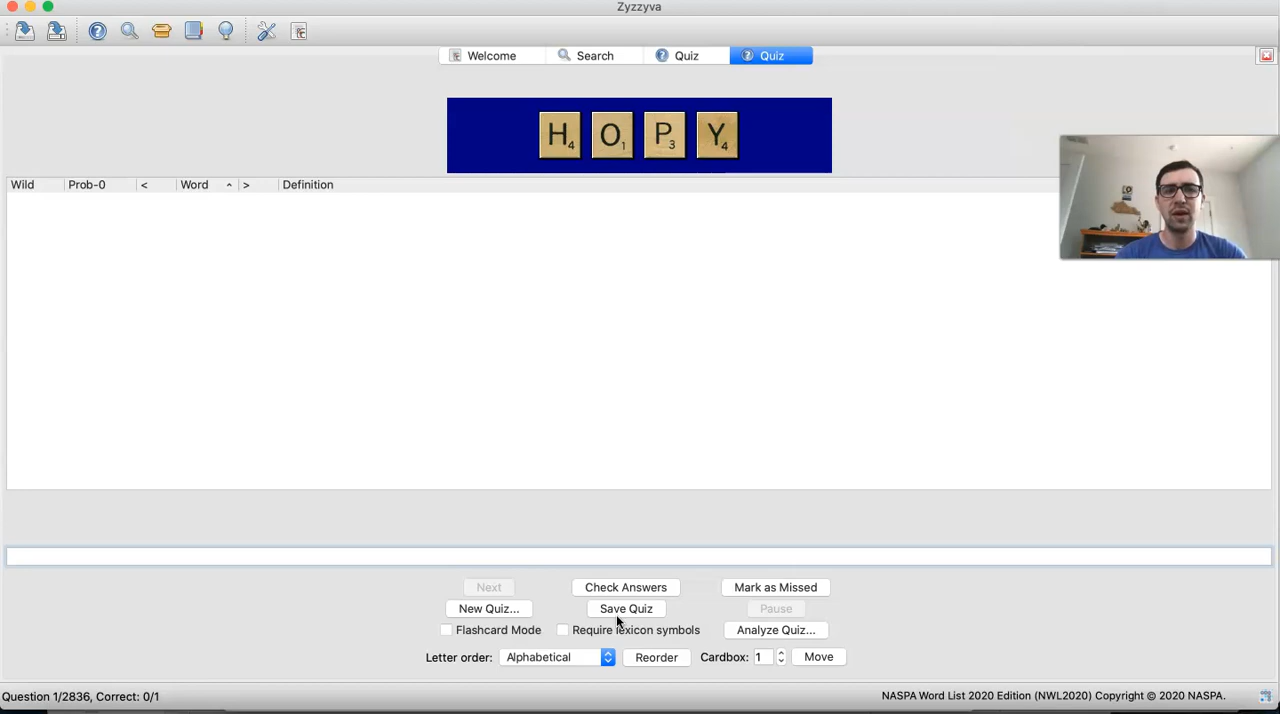 Zyzzyva
Welcome
Search
Quiz
Quiz
H4 O1 P3 Y4
Wild Prob-0 < Word > Definition
Next
Check Answers
Mark as Missed
New Quiz...
Save Quiz
Pause
Flashcard Mode
Require lexicon symbols
Analyze Quiz...
Letter order: Alphabetical Reorder Cardbox: 1 Move
Question 1/2836, Correct: 0/1
NASPA Word List 2020 Edition (NWL2020) Copyright © 2020 NASPA.